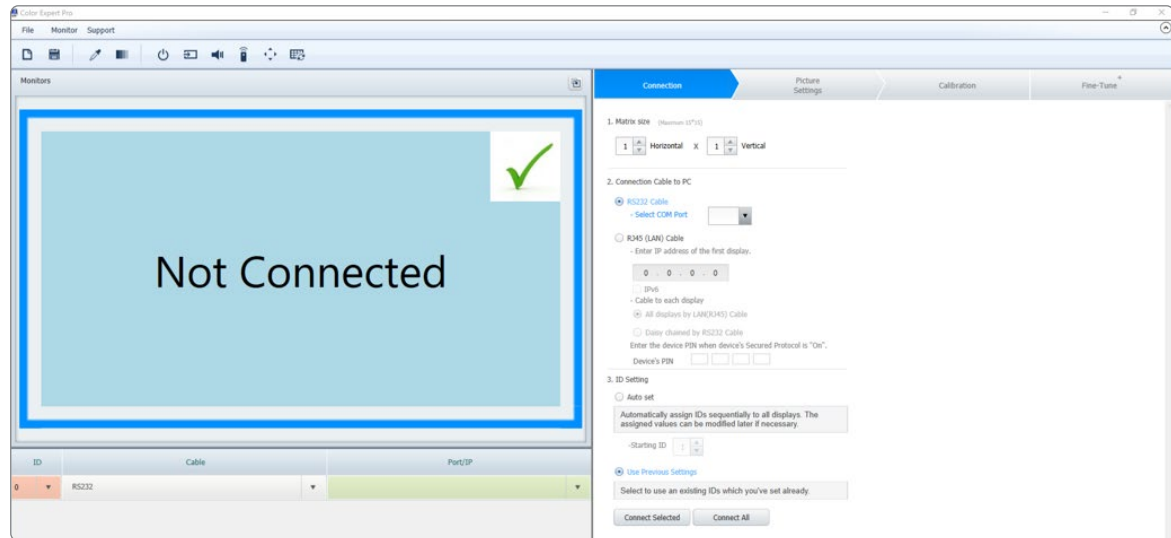 Color Expert Pro
File Monitor Support
Monitors
Not Connected
ID Cable Port/IP
0 RS232
Connection
Picture
Settings
Calibration
Fine-Tune
1. Matrix size (Maximum 15*15)
1 Horizontal X 1 Vertical
2. Connection Cable to PC
RS232 Cable
- Select COM Port
RJ45 (LAN) Cable
- Enter IP address of the first display.
0 . 0 . 0 . 0
IPv6
- Cable to each display
All displays by LAN(RJ45) Cable
Daisy chained by RS232 Cable
Enter the device PIN when device's Secured Protocol is "On".
Device's PIN
3. ID Setting
Auto set
Automatically assign IDs sequentially to all displays. The
assigned values can be modified later if necessary.
-Starting ID 1
Use Previous Settings
Select to use an existing IDs which you've set already.
Connect Selected Connect All